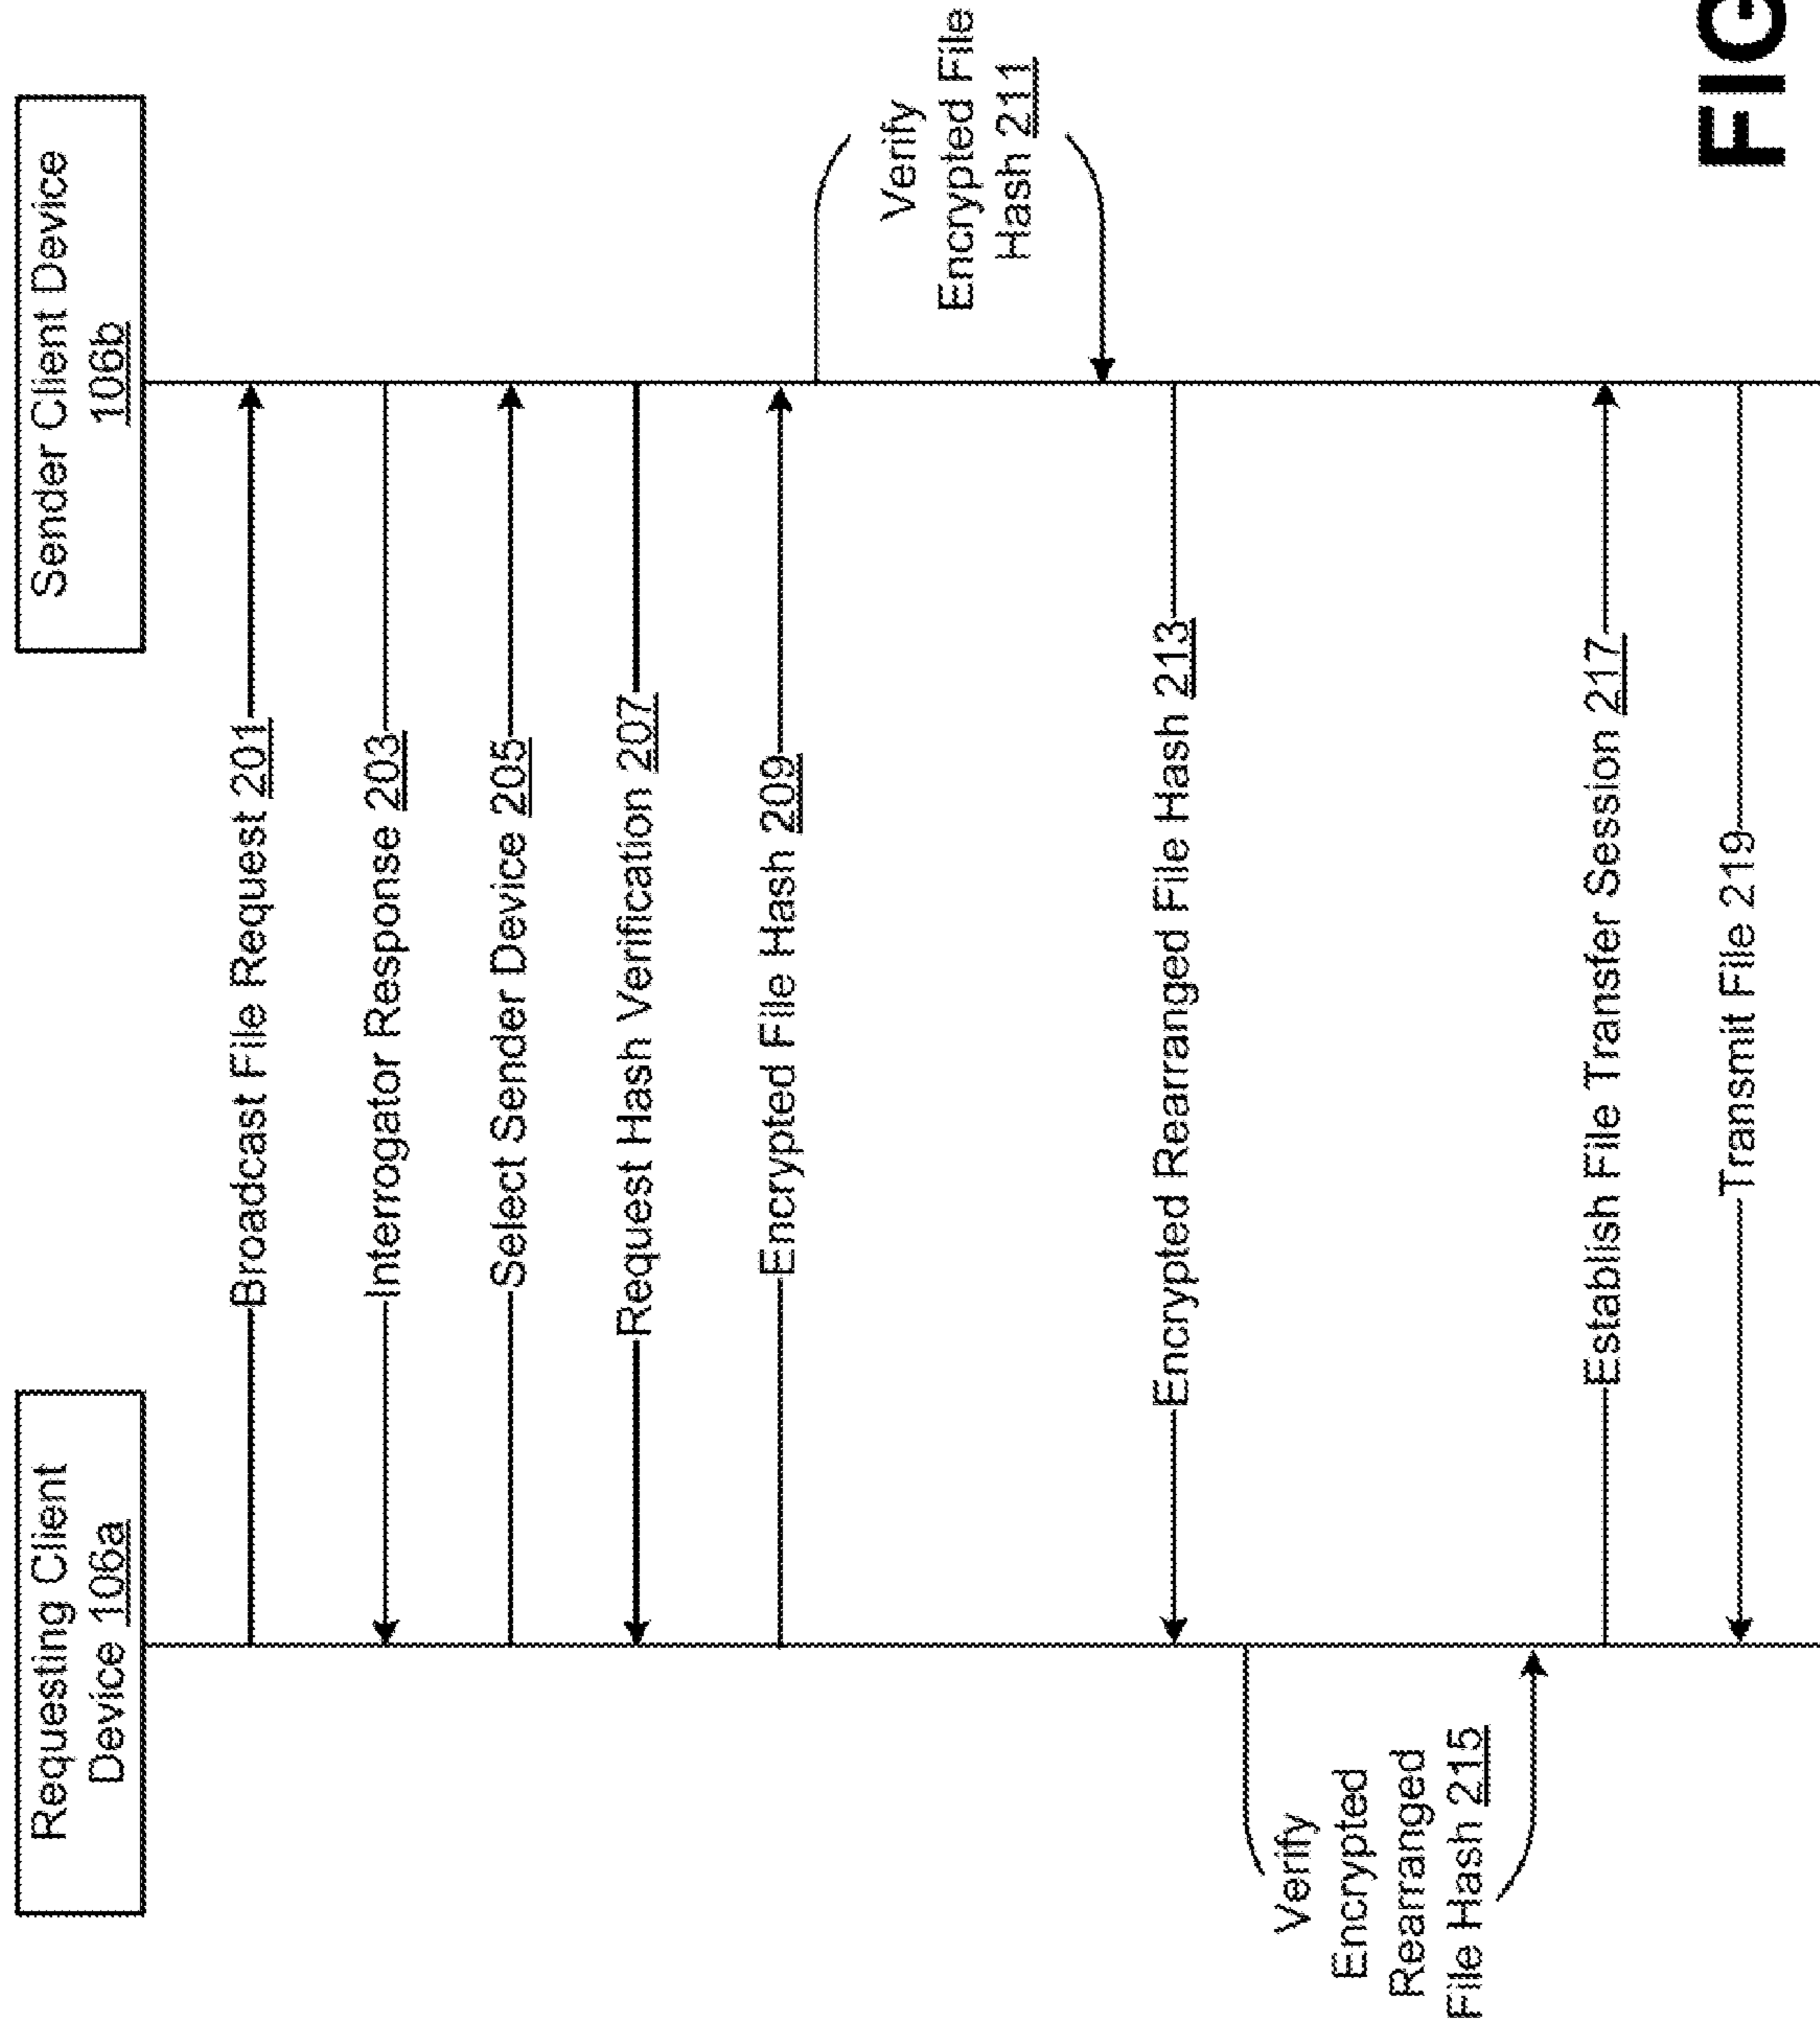 Requesting Client
Device 106a
Sender Client Device
106b
Broadcast File Request 201
Interrogator Response 203
Select Sender Device 205
Request Hash Verification 207
Encrypted File Hash 209
Verify
Encrypted File
Hash 211
Encrypted Rearranged File Hash 213
Verify
Encrypted
Rearranged
File Hash 215
Establish File Transfer Session 217
Transmit File 219
FIG